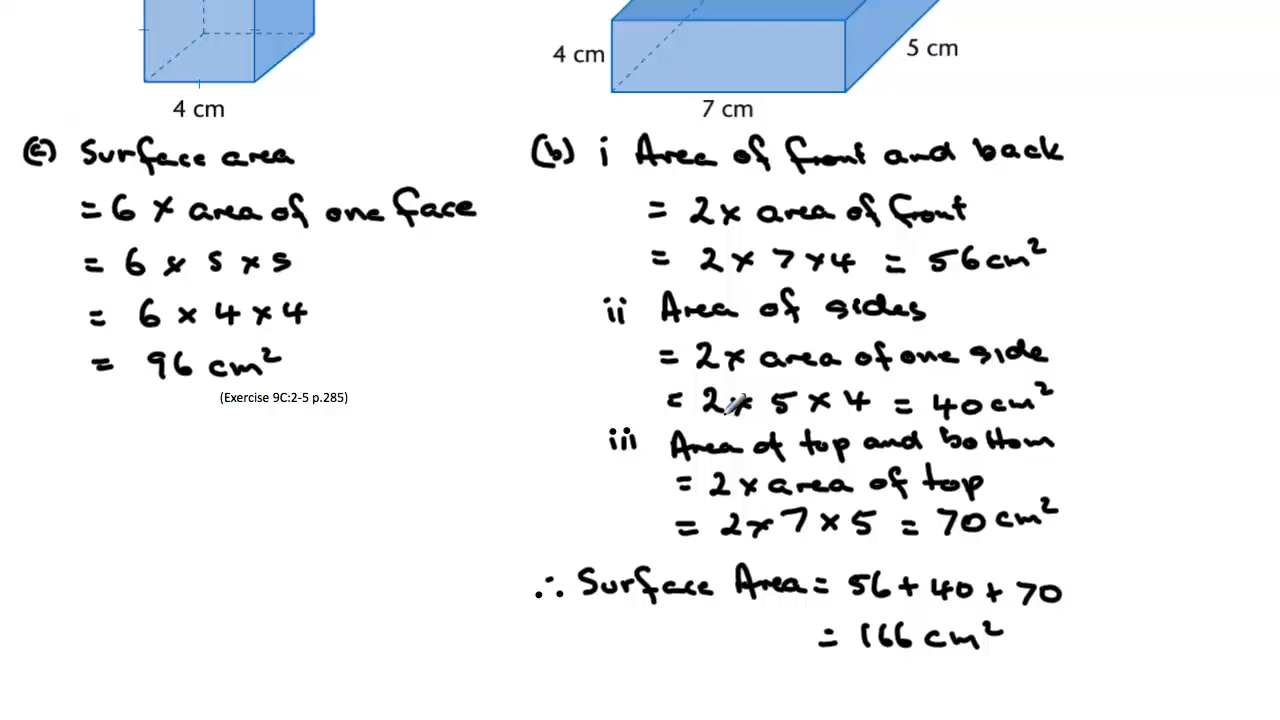 4 cm
(a) Surface area
= 6 × area of one face
= 6 × s × s
= 6 × 4 × 4
= 96 cm²
(Exercise 9C:2-5 p.285)
4 cm
5 cm
7 cm
(b) i Area of front and back
= 2 × area of front
= 2 × 7 × 4 = 56 cm²
ii Area of sides
= 2 × area of one side
= 2 × 5 × 4 = 40 cm²
iii Area of top and bottom
= 2 × area of top
= 2 × 7 × 5 = 70 cm²
∴ Surface Area = 56 + 40 + 70
= 166 cm²